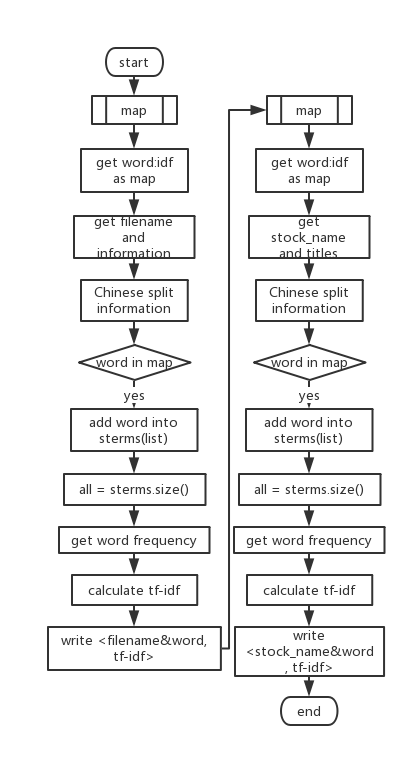 start
map
get word:idf
as map
get filename
and
information
Chinese split
information
word in map
yes
add word into
sterms(list)
all = sterms.size()
get word frequency
calculate tf-idf
write <filename&word,
tf-idf>
map
get word:idf
as map
get
stock_name
and titles
Chinese split
information
word in map
yes
add word into
sterms(list)
all = sterms.size()
get word frequency
calculate tf-idf
write
<stock_name&word
, tf-idf>
end